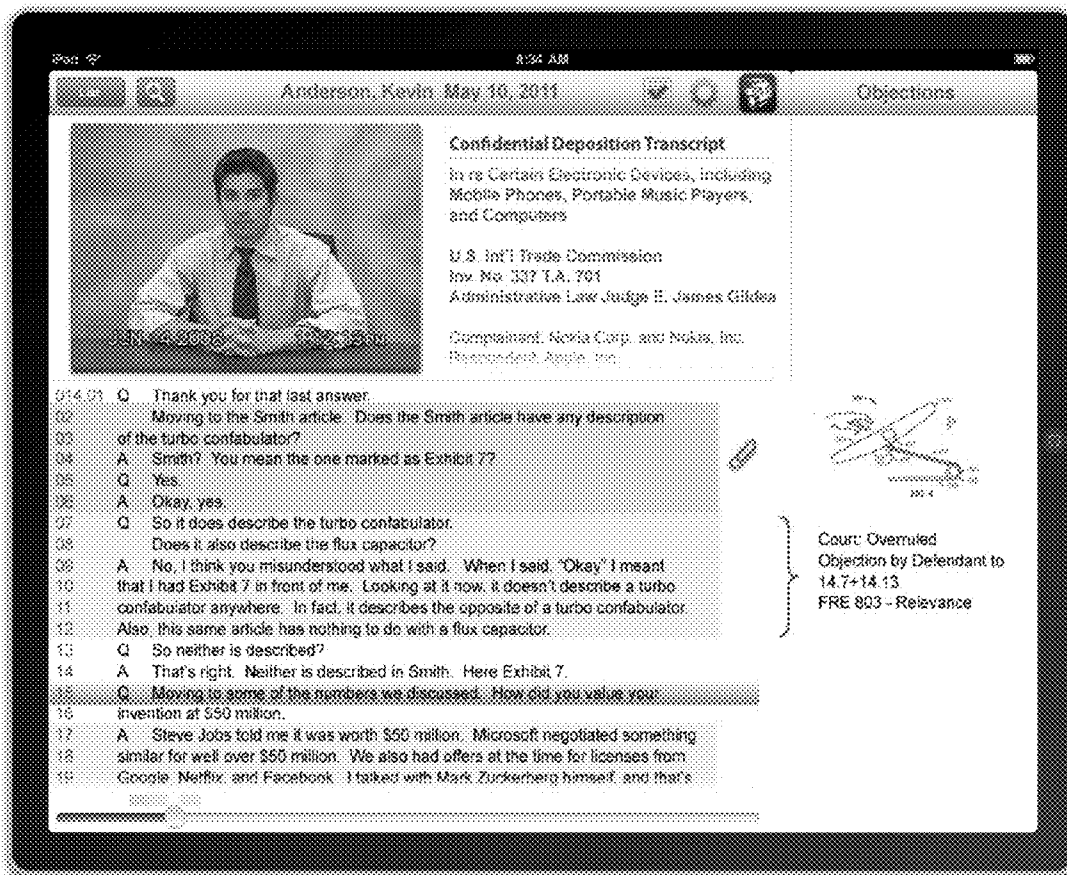 iPod
8:34 AM
Anderson, Kevin May 10, 2011
Objections
Confidential Deposition Transcript
In re Certain Electronic Devices, including
Mobile Phones, Portable Music Players,
and Computers
U.S. Int'l Trade Commission
Inv. No. 337 T.A. 701
Administrative Law Judge E. James Gildea
Complainant: Nokia Corp. and Nokia, Inc.
Respondent: Apple, Inc.
014:01 Q Thank you for that last answer.
02 Moving to the Smith article. Does the Smith article have any description
03 of the turbo confabulator?
04 A Smith? You mean the one marked as Exhibit 7?
05 Q Yes.
06 A Okay, yes.
07 Q So it does describe the turbo confabulator.
08 Does it also describe the flux capacitor?
09 A No, I think you misunderstood what I said. When I said, "Okay" I meant
10 that I had Exhibit 7 in front of me. Looking at it now, it doesn't describe a turbo
11 confabulator anywhere. In fact, it describes the opposite of a turbo confabulator.
12 Also, this same article has nothing to do with a flux capacitor.
13 Q So neither is described?
14 A That's right. Neither is described in Smith. Here Exhibit 7.
15 Q Moving to some of the numbers we discussed. How did you value your
16 invention at $50 million.
17 A Steve Jobs told me it was worth $50 million. Microsoft negotiated something
18 similar for well over $50 million. We also had offers at the time for licenses from
19 Google, Netflix, and Facebook. I talked with Mark Zuckerberg himself, and that's
Court: Overruled
Objection by Defendant to
14.7-14.13
FRE 803 - Relevance